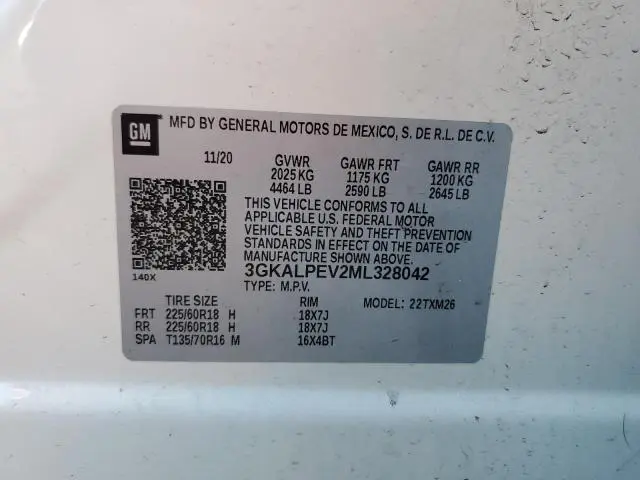 GM MFD BY GENERAL MOTORS DE MEXICO, S. DE R.L. DE C.V.
11/20 GVWR GAWR FRT GAWR RR
2025 KG 1175 KG 1200 KG
4464 LB 2590 LB 2645 LB
THIS VEHICLE CONFORMS TO ALL
APPLICABLE U.S. FEDERAL MOTOR
VEHICLE SAFETY AND THEFT PREVENTION
STANDARDS IN EFFECT ON THE DATE OF
MANUFACTURE SHOWN ABOVE.
3GKALPEV2ML328042
140X TYPE: M.P.V.
TIRE SIZE RIM MODEL: 22TXM26
FRT 225/60R18 H 18X7J
RR 225/60R18 H 18X7J
SPA T135/70R16 M 16X4BT